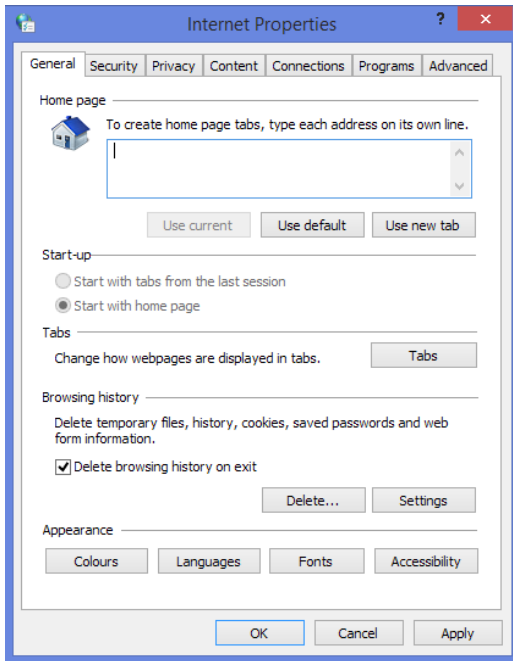 Internet Properties
?
×
General Security Privacy Content Connections Programs Advanced
Home page
To create home page tabs, type each address on its own line.
Use current Use default Use new tab
Start-up
Start with tabs from the last session
Start with home page
Tabs
Change how webpages are displayed in tabs. Tabs
Browsing history
Delete temporary files, history, cookies, saved passwords and web
form information.
Delete browsing history on exit
Delete... Settings
Appearance
Colours Languages Fonts Accessibility
OK Cancel Apply